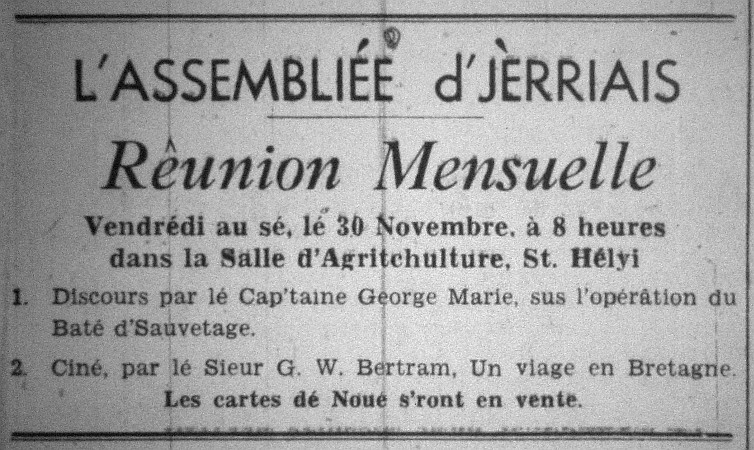 L'ASSEMBLIÉE d'JÈRRIAIS
Rêunion Mensuelle
Vendrédi au sé, lé 30 Novembre, à 8 heures
dans la Salle d'Agritchulture, St. Hélyi
1. Discours par lé Cap'taine George Marie, sus l'opérâtion du
Baté d'Sauvetage.
2. Ciné, par lé Sieur G. W. Bertram, Un viage en Bretagne.
Les cartes dé Noué s'ront en vente.